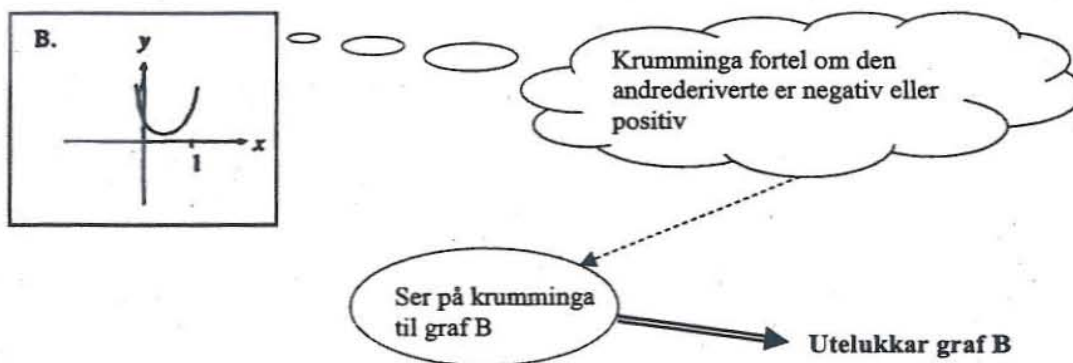 B.
y
x
1
Krumminga fortel om den
andrederiverte er negativ eller
positiv
Ser på krumminga
til graf B
Utelukkar graf B